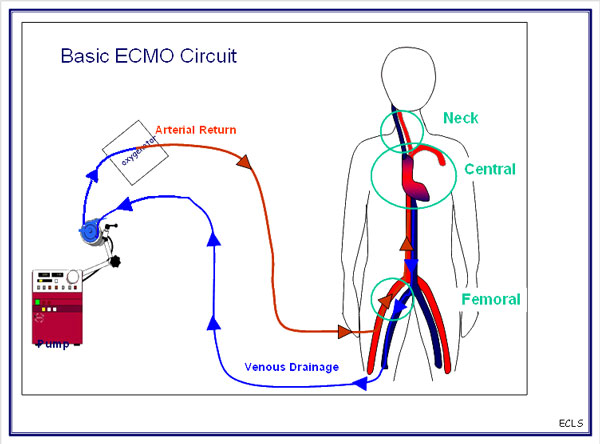 Basic ECMO Circuit
oxygenator
Arterial Return
Neck
Central
Femoral
Pump
Venous Drainage
ECLS